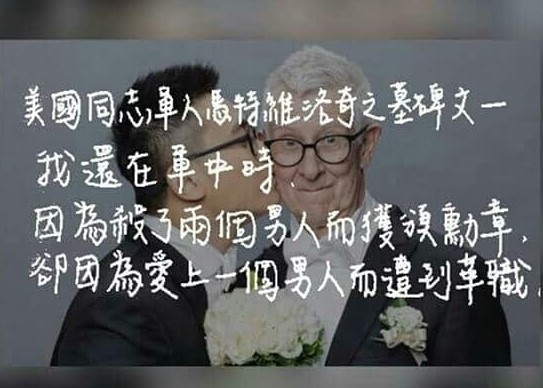 美國同志軍人馮特維洛奇之墓碑文一
我還在軍中時、
因為殺了兩個男人而獲頒勳章,
卻因為愛上一個男人而遭到革職。